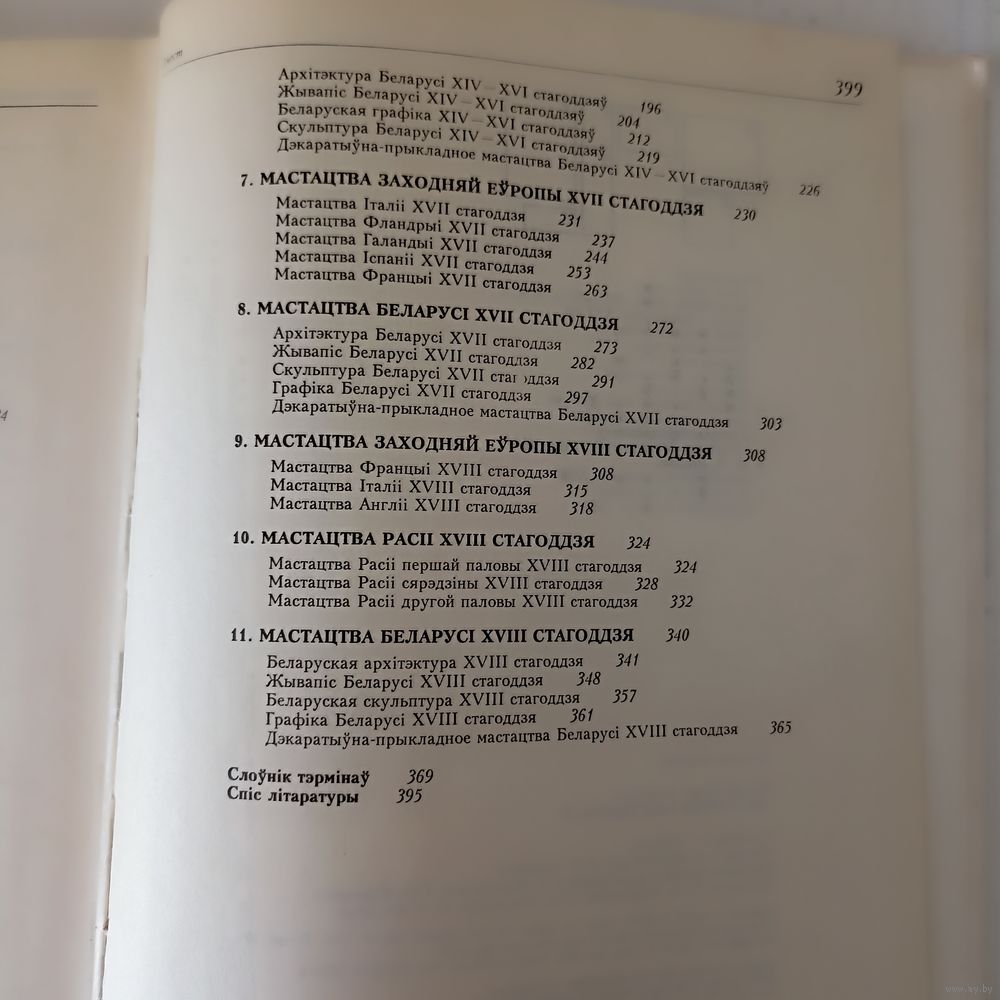 399
Архітэктура Беларусі XIV—XVI стагоддзяў 196
Жывапіс Беларусі XIV—XVI стагоддзяў 204
Беларуская графіка XIV—XVI стагоддзяў 212
Скульптура Беларусі XIV—XVI стагоддзяў 219
Дэкаратыўна-прыкладное мастацтва Беларусі XIV—XVI стагоддзяў 226
7. МАСТАЦТВА ЗАХОДНЯЙ ЕЎРОПЫ XVII СТАГОДДЗЯ 230
Мастацтва Італіі XVII стагоддзя 231
Мастацтва Фландрыі XVII стагоддзя 237
Мастацтва Галандыі XVII стагоддзя 244
Мастацтва Іспаніі XVII стагоддзя 253
Мастацтва Францыі XVII стагоддзя 263
8. МАСТАЦТВА БЕЛАРУСІ XVII СТАГОДДЗЯ 272
Архітэктура Беларусі XVII стагоддзя 273
Жывапіс Беларусі XVII стагоддзя 282
Скульптура Беларусі XVII стагоддзя 291
Графіка Беларусі XVII стагоддзя 297
Дэкаратыўна-прыкладное мастацтва Беларусі XVII стагоддзя 303
9. МАСТАЦТВА ЗАХОДНЯЙ ЕЎРОПЫ XVIII СТАГОДДЗЯ 308
Мастацтва Францыі XVIII стагоддзя 308
Мастацтва Італіі XVIII стагоддзя 315
Мастацтва Англіі XVIII стагоддзя 318
10. МАСТАЦТВА РАСІІ XVIII СТАГОДДЗЯ 324
Мастацтва Расіі першай паловы XVIII стагоддзя 324
Мастацтва Расіі сярэдзіны XVIII стагоддзя 328
Мастацтва Расіі другой паловы XVIII стагоддзя 332
11. МАСТАЦТВА БЕЛАРУСІ XVIII СТАГОДДЗЯ 340
Беларуская архітэктура XVIII стагоддзя 341
Жывапіс Беларусі XVIII стагоддзя 348
Беларуская скульптура XVIII стагоддзя 357
Графіка Беларусі XVIII стагоддзя 361
Дэкаратыўна-прыкладное мастацтва Беларусі XVIII стагоддзя 365
Слоўнік тэрмінаў 369
Спіс літаратуры 395
www.ay.by